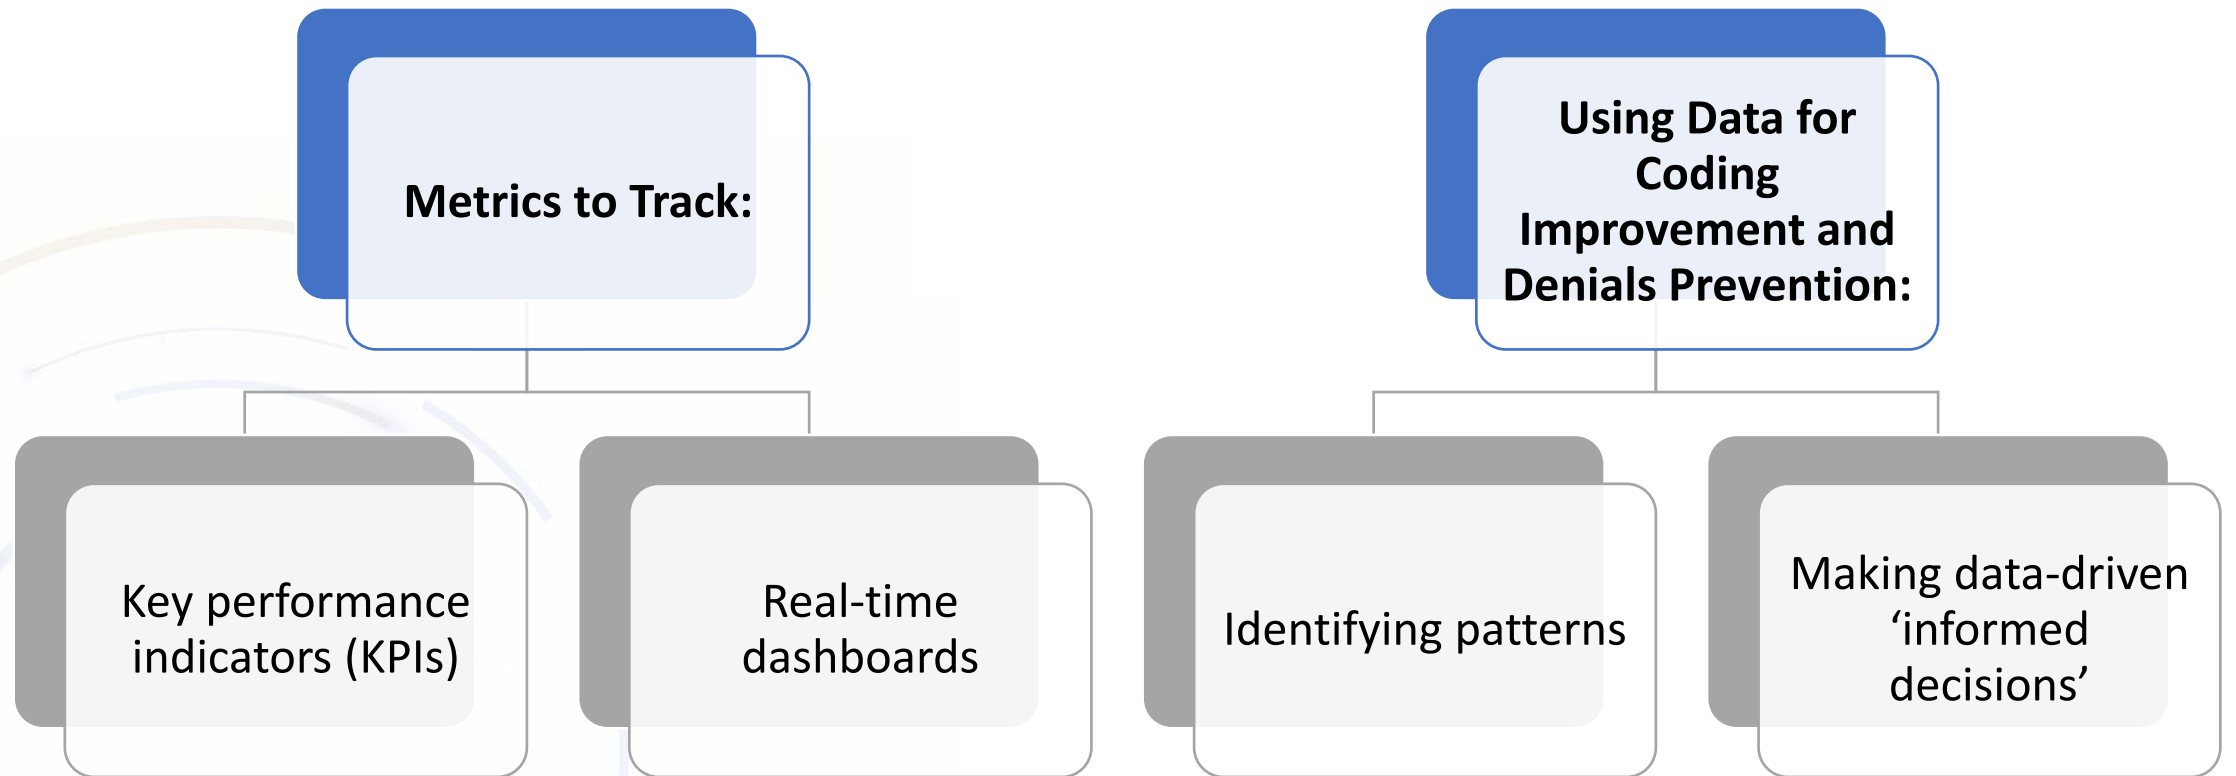 Metrics to Track:
Using Data for
Coding
Improvement and
Denials Prevention:
Key performance
indicators (KPIs)
Real-time
dashboards
Identifying patterns
Making data-driven
‘informed
decisions’